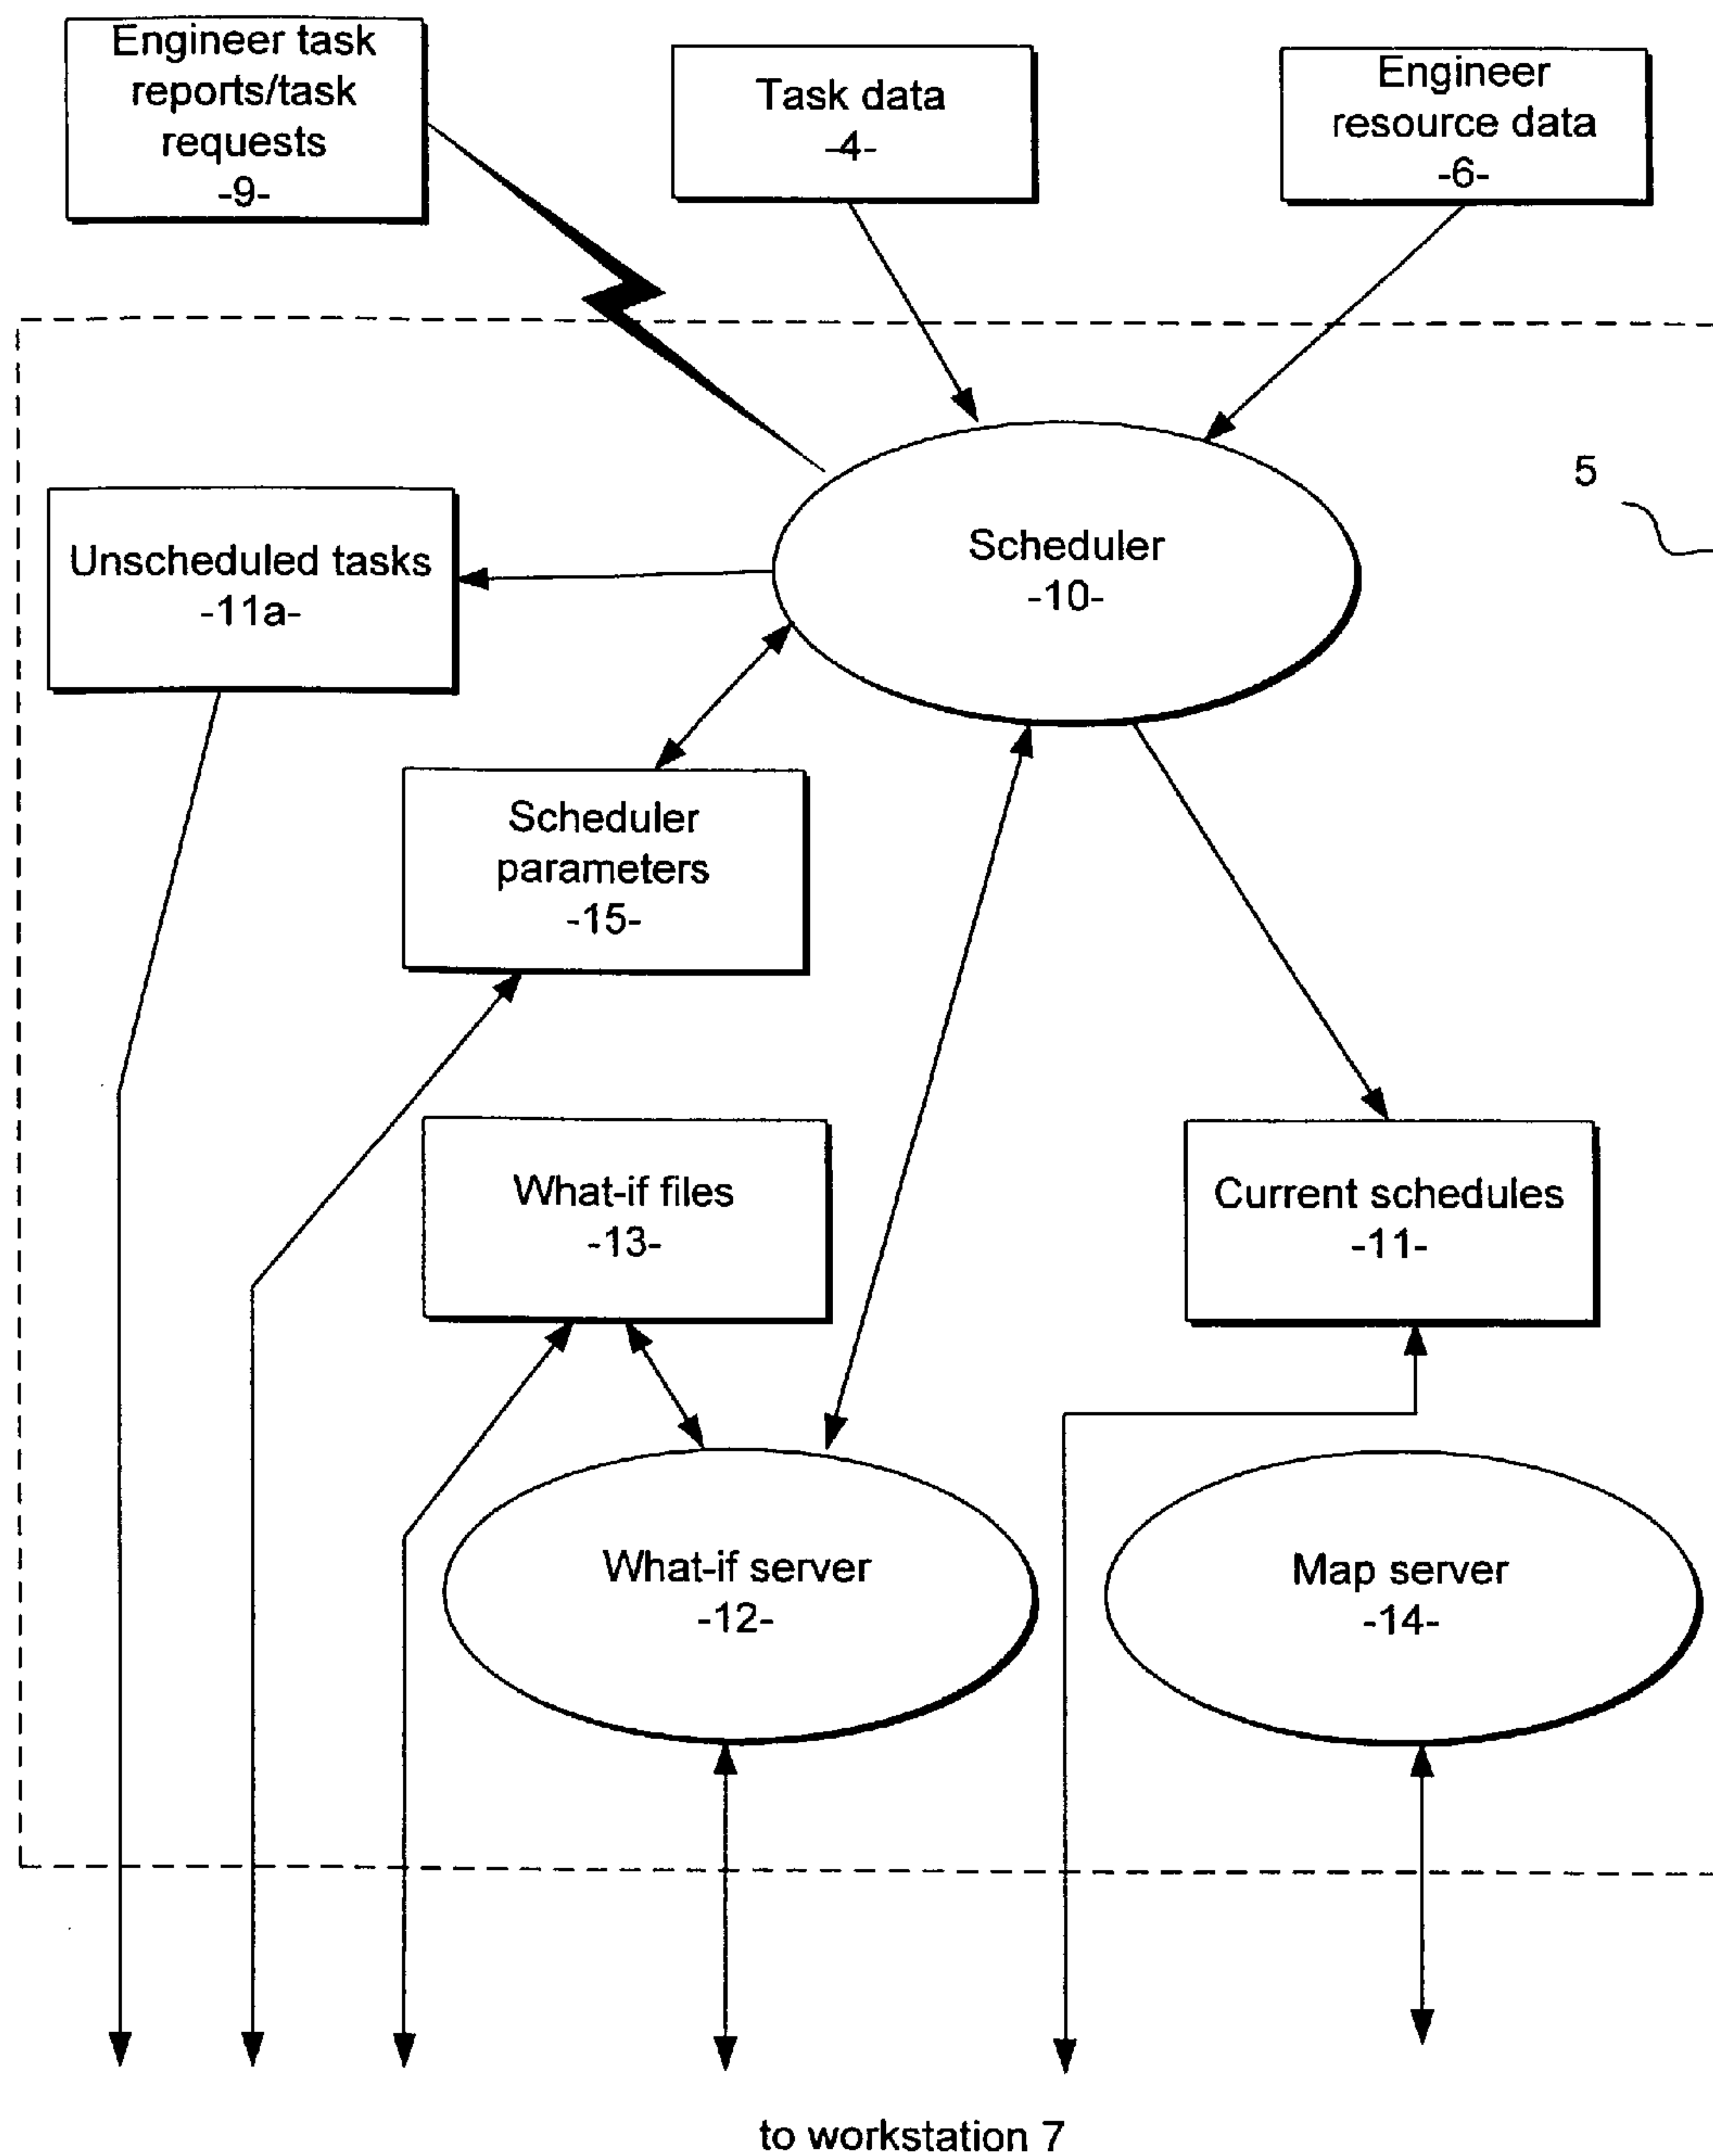 Engineer task
reports/task
requests
-9-
Task data
-4-
Engineer
resource data
-6-
5
Scheduler
-10-
Unscheduled tasks
-11a-
Scheduler
parameters
-15-
What-if files
-13-
Current schedules
-11-
What-if server
-12-
Map server
-14-
to workstation 7